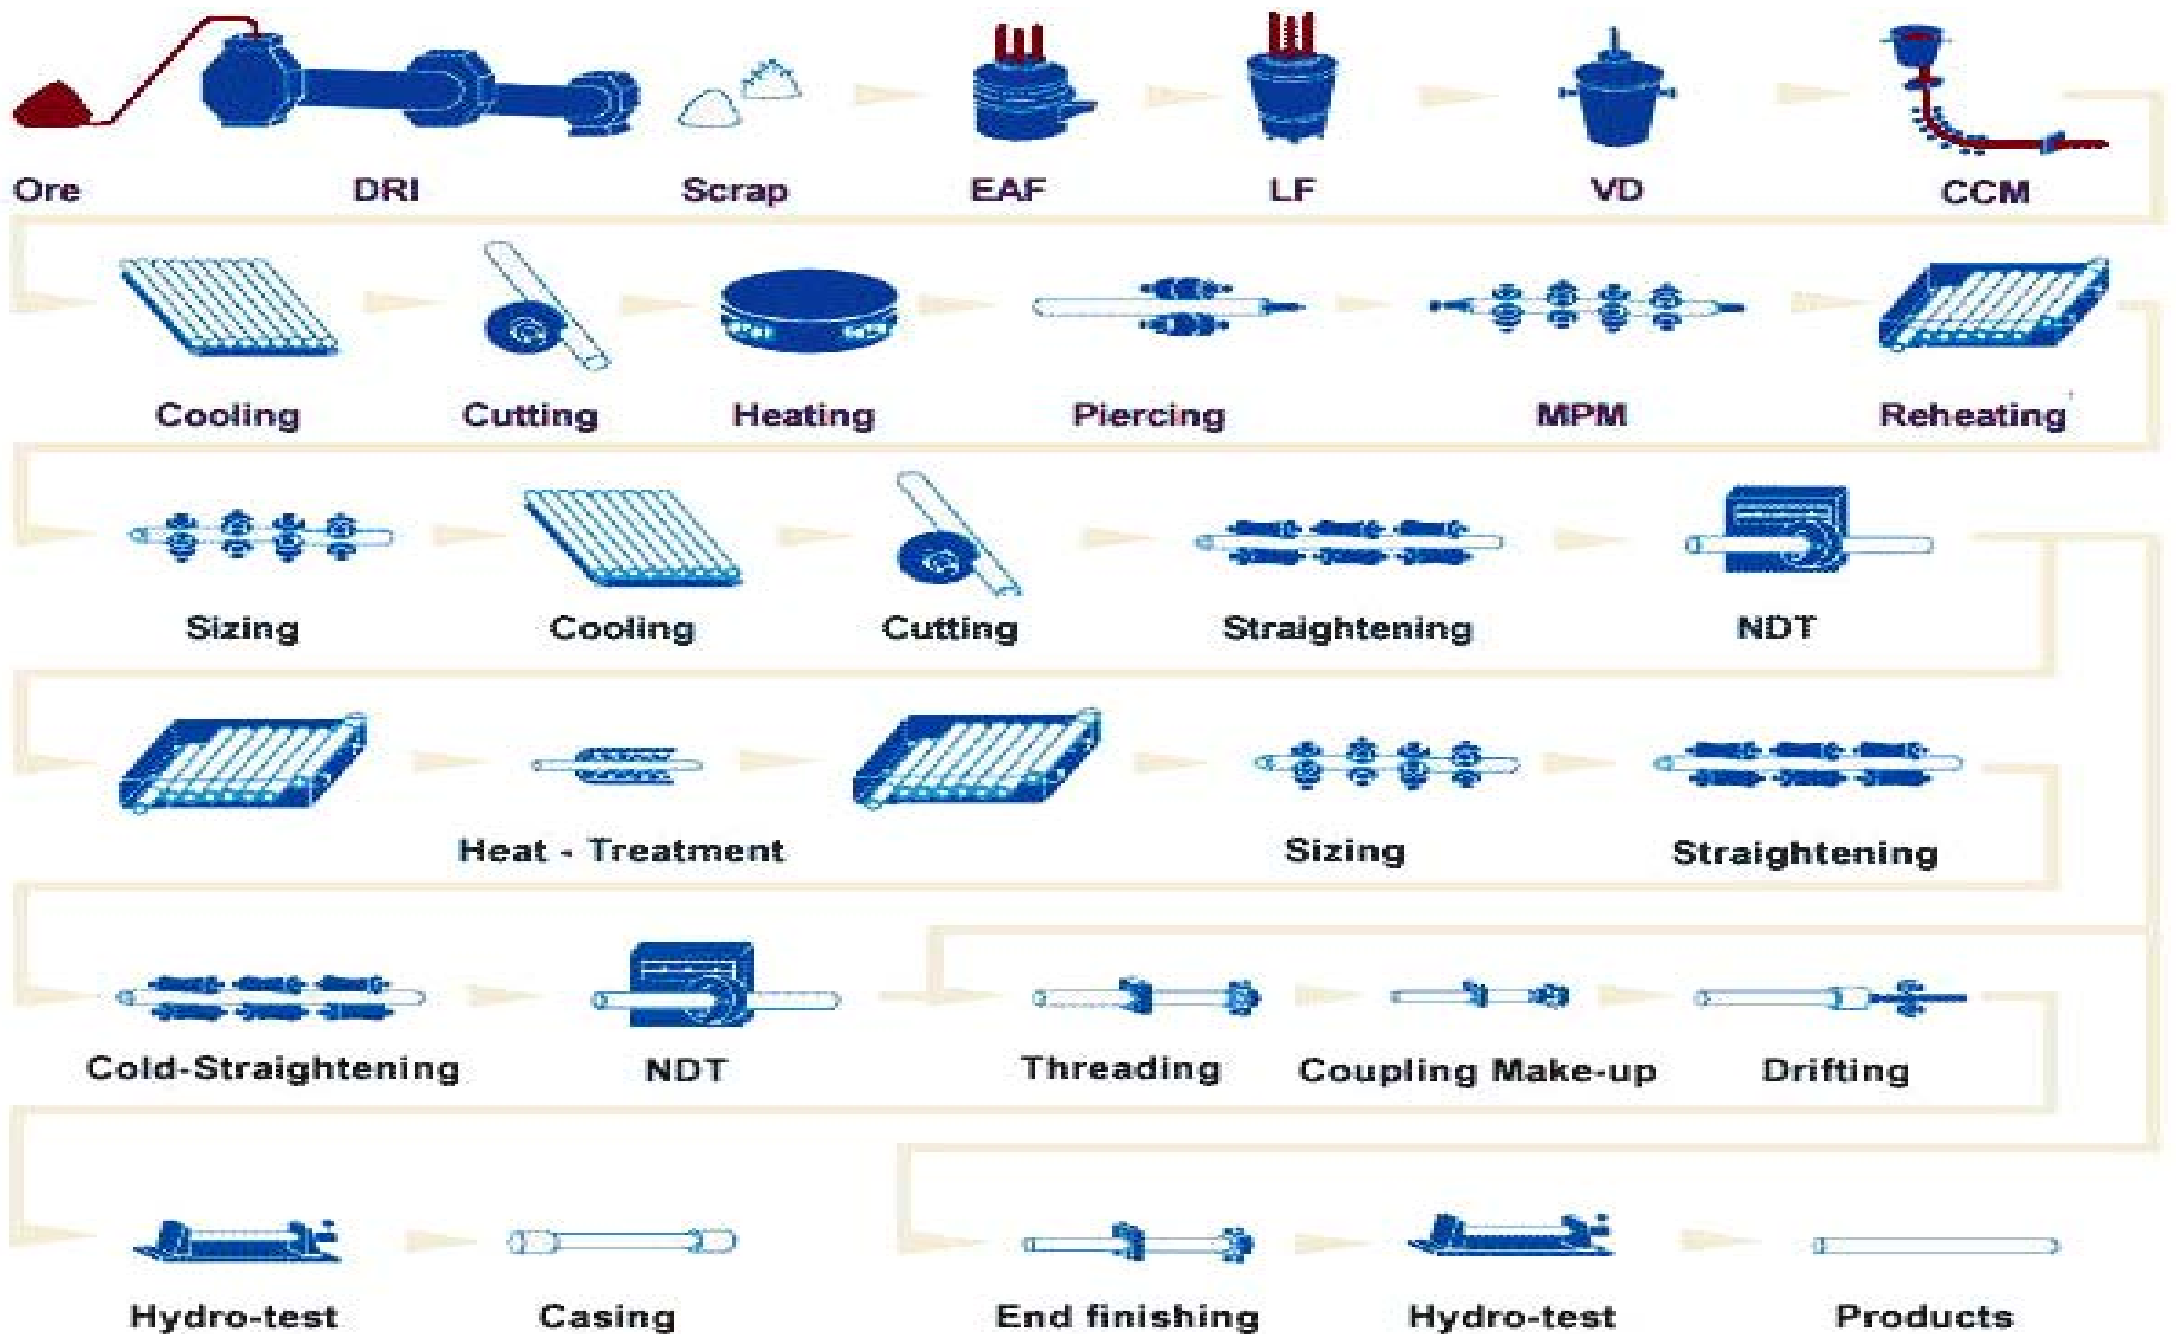 Ore DRI Scrap EAF LF VD CCM
Cooling Cutting Heating Piercing MPM Reheating
Sizing Cooling Cutting Straightening NDT
Heat - Treatment Sizing Straightening
Cold-Straightening NDT Threading Coupling Make-up Drifting
Hydro-test Casing End finishing Hydro-test Products